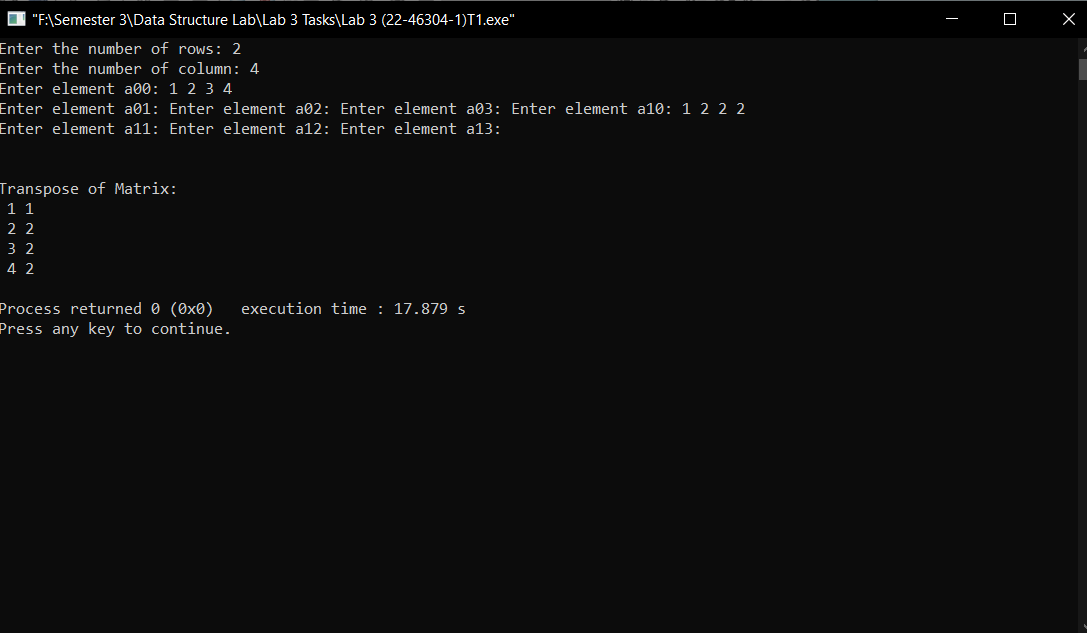 "F:\Semester 3\Data Structure Lab\Lab 3 Tasks\Lab 3 (22-46304-1)T1.exe"
Enter the number of rows: 2
Enter the number of column: 4
Enter element a00: 1 2 3 4
Enter element a01: Enter element a02: Enter element a03: Enter element a10: 1 2 2 2
Enter element a11: Enter element a12: Enter element a13:
Transpose of Matrix:
1 1
2 2
3 2
4 2
Process returned 0 (0x0)   execution time : 17.879 s
Press any key to continue.